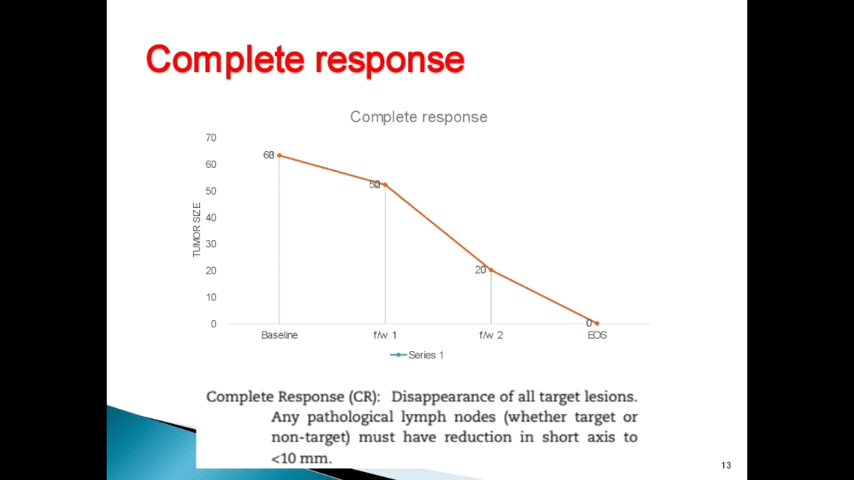 Complete response
Complete response
70
60
50
40
30
20
10
0
TUMOR SIZE
20
0
Baseline
f/w 1
f/w 2
EOS
Series 1
Complete Response (CR): Disappearance of all target lesions.
Any pathological lymph nodes (whether target or
non-target) must have reduction in short axis to
<10 mm.
13